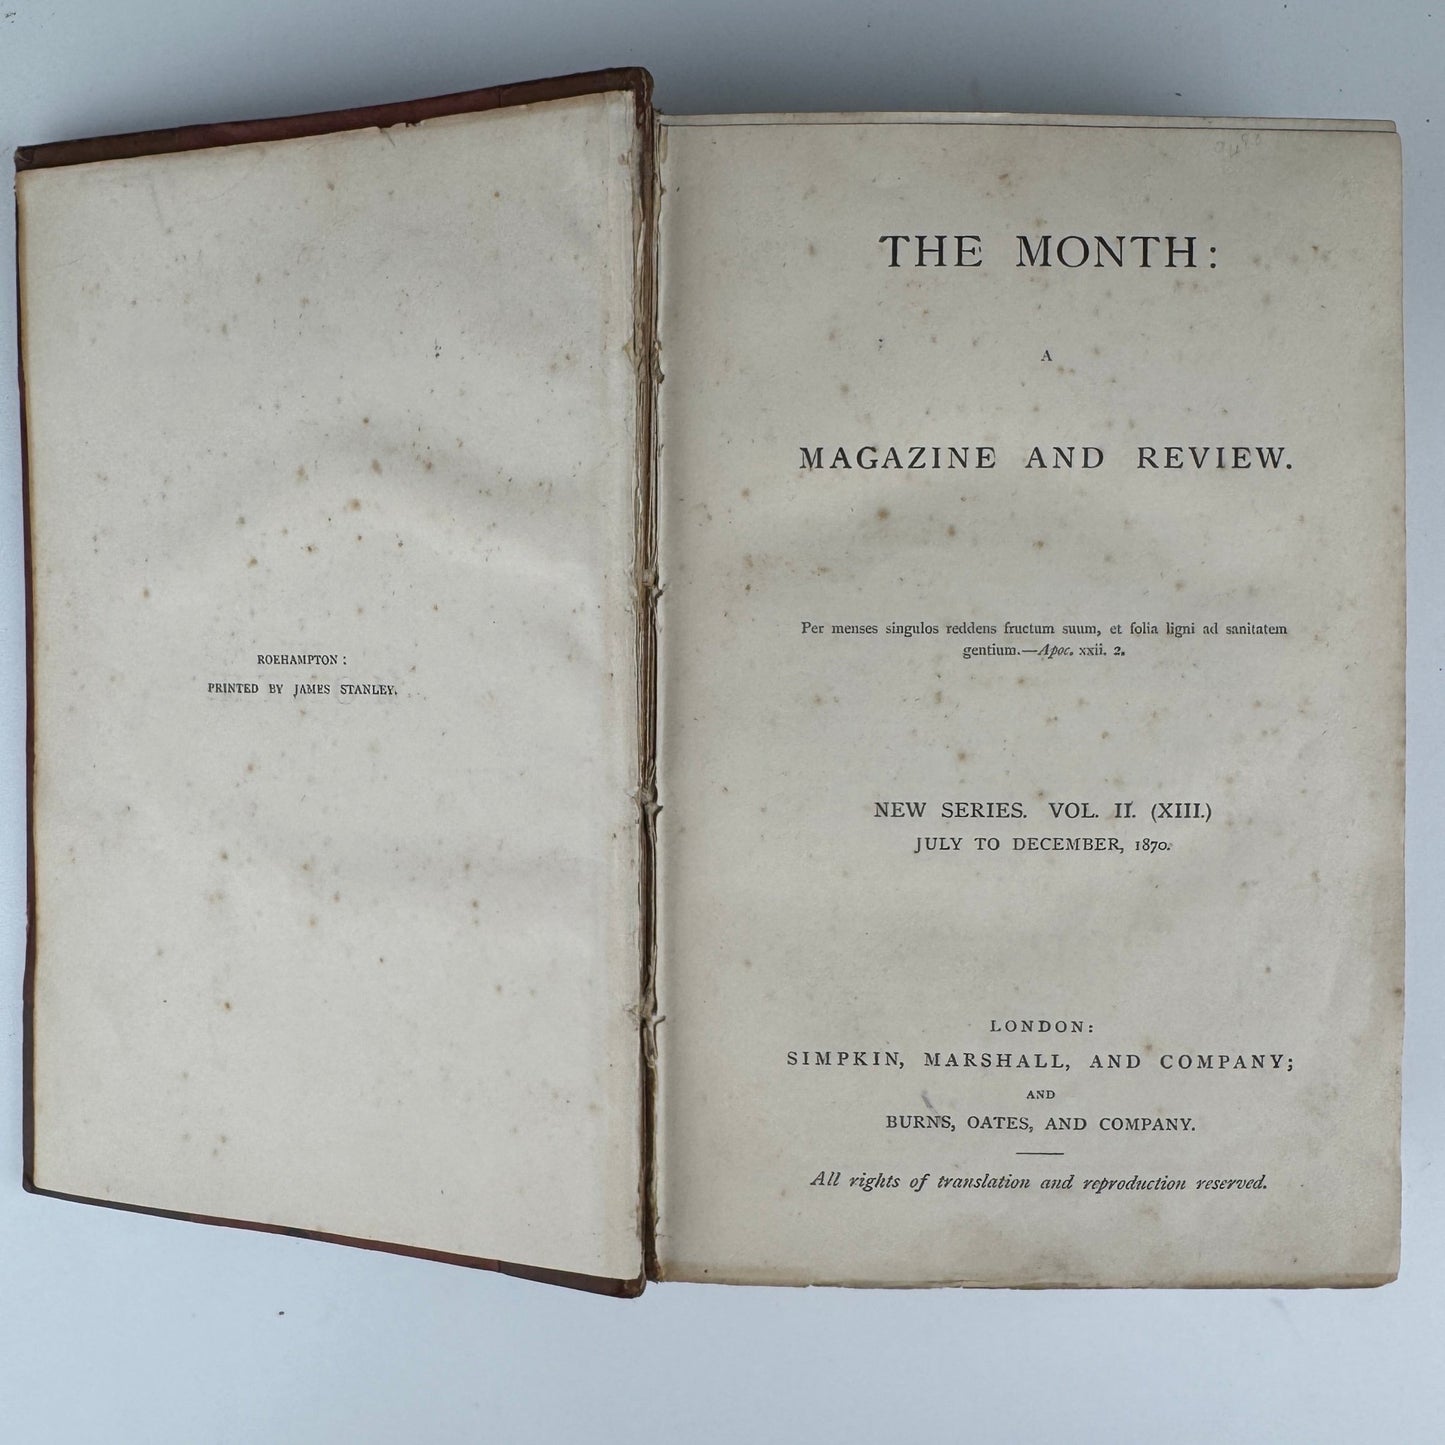 ROEHAMPTON:
PRINTED BY JAMES STANLEY.
THE MONTH:
A
MAGAZINE AND REVIEW.
Per menses singulos reddens fructum suum, et folia ligni ad sanitatem
gentium.—Apoc. xxii. 2.
NEW SERIES. VOL. II. (XIII.)
JULY TO DECEMBER, 1870.
LONDON:
SIMPKIN, MARSHALL, AND COMPANY;
AND
BURNS, OATES, AND COMPANY.
All rights of translation and reproduction reserved.